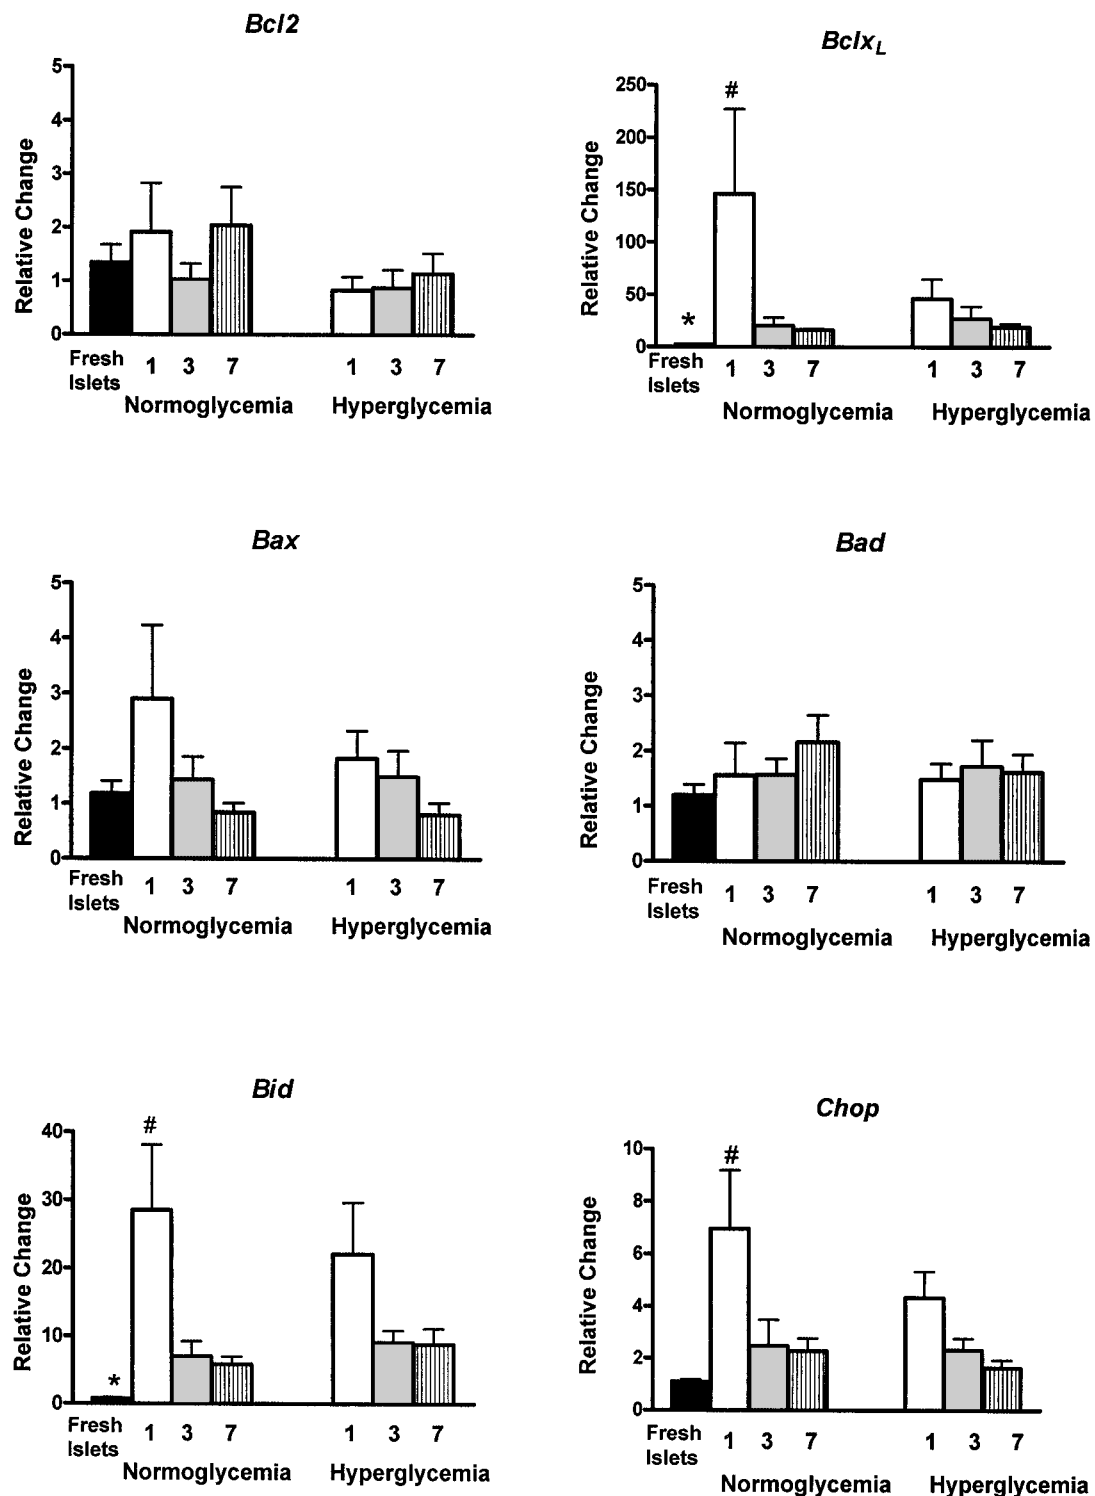 Bcl2
5
4
3
2
1
0
Relative Change
Fresh Islets
1 3 7
1 3 7
Normoglycemia
Hyperglycemia
BclxL
250
200
150
100
50
0
Relative Change
#
*
Fresh Islets
1 3 7
1 3 7
Normoglycemia
Hyperglycemia
Bax
5
4
3
2
1
0
Relative Change
Fresh Islets
1 3 7
1 3 7
Normoglycemia
Hyperglycemia
Bad
5
4
3
2
1
0
Relative Change
Fresh Islets
1 3 7
1 3 7
Normoglycemia
Hyperglycemia
Bid
40
30
20
10
0
Relative Change
#
*
Fresh Islets
1 3 7
1 3 7
Normoglycemia
Hyperglycemia
Chop
10
8
6
4
2
0
Relative Change
#
Fresh Islets
1 3 7
1 3 7
Normoglycemia
Hyperglycemia